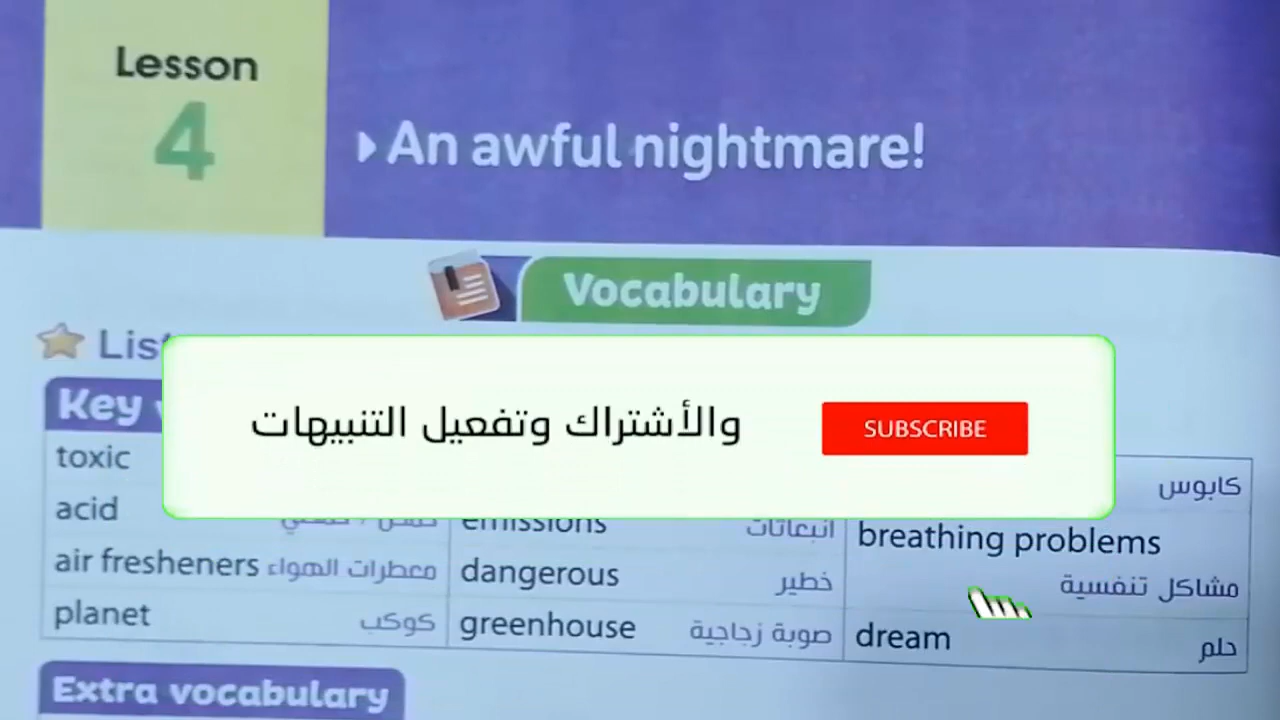 Lesson
4
An awful nightmare!
Vocabulary
Key
والأشتراك وتفعيل التنبيهات
SUBSCRIBE
toxic
كابوس
acid
emissions
انبعاثات
breathing problems
مشاكل تنفسية
air fresheners معطرات الهواء
dangerous
خطير
planet
كوكب
greenhouse
صوبة زجاجية
dream
حلم
Extra vocabulary